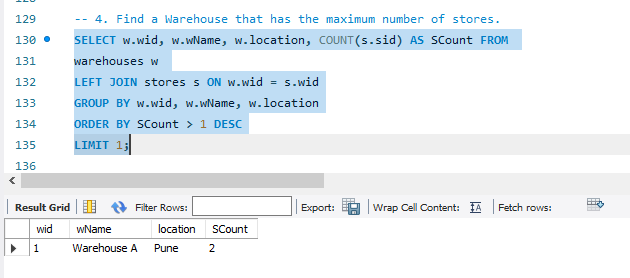 128
129 -- 4. Find a Warehouse that has the maximum number of stores.
130 SELECT w.wid, w.wName, w.location, COUNT(s.sid) AS SCount FROM
131 warehouses w
132 LEFT JOIN stores s ON w.wid = s.wid
133 GROUP BY w.wid, w.wName, w.location
134 ORDER BY SCount > 1 DESC
135 LIMIT 1;
136
Result Grid Filter Rows: Export: Wrap Cell Content: Fetch rows:
wid wName location SCount
1 Warehouse A Pune 2